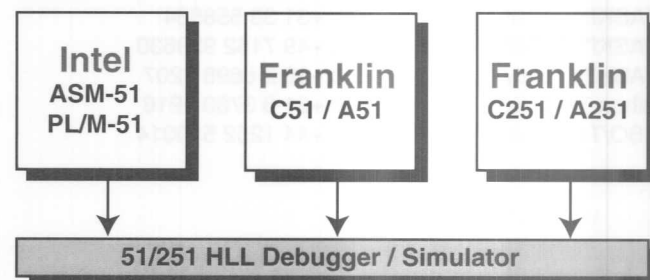 Intel
ASM-51
PL/M-51
Franklin
C51 / A51
Franklin
C251 / A251
51/251 HLL Debugger / Simulator